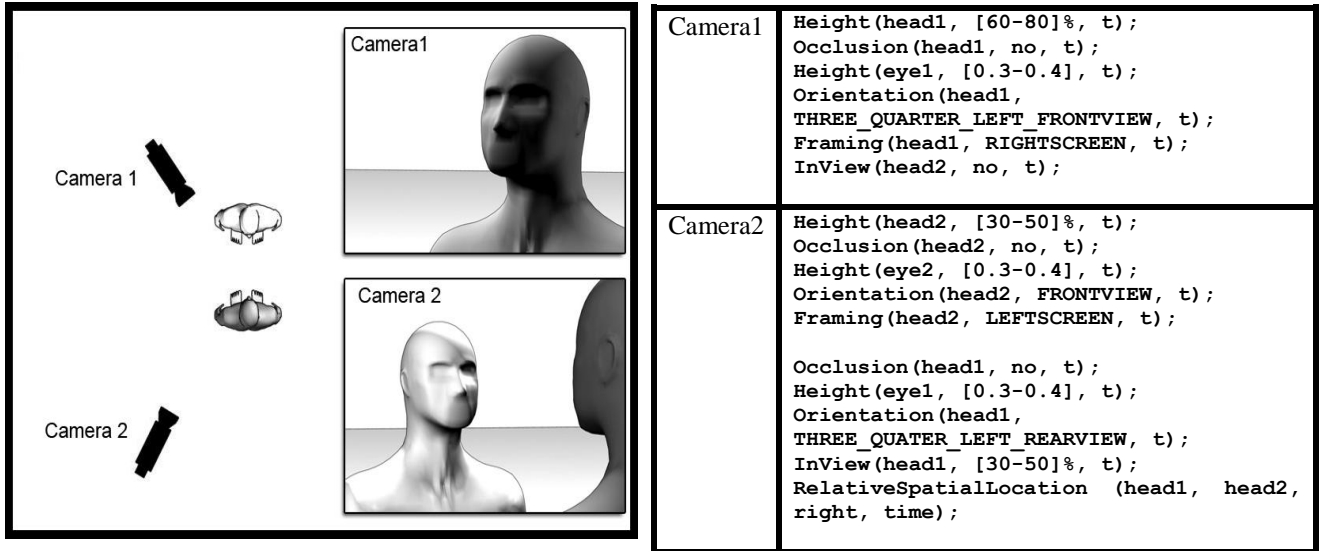 Camera1
Camera 1
Camera 2
Camera 2
Camera1
Height(head1, [60-80]%, t);
Occlusion(head1, no, t);
Height(eye1, [0.3-0.4], t);
Orientation(head1,
THREE_QUARTER_LEFT_FRONTVIEW, t);
Framing(head1, RIGHTSCREEN, t);
InView(head2, no, t);
Camera2
Height(head2, [30-50]%, t);
Occlusion(head2, no, t);
Height(eye2, [0.3-0.4], t);
Orientation(head2, FRONTVIEW, t);
Framing(head2, LEFTSCREEN, t);
Occlusion(head1, no, t);
Height(eye1, [0.3-0.4], t);
Orientation(head1,
THREE_QUATER_LEFT_REARVIEW, t);
InView(head1, [30-50]%, t);
RelativeSpatialLocation (head1, head2,
right, time);